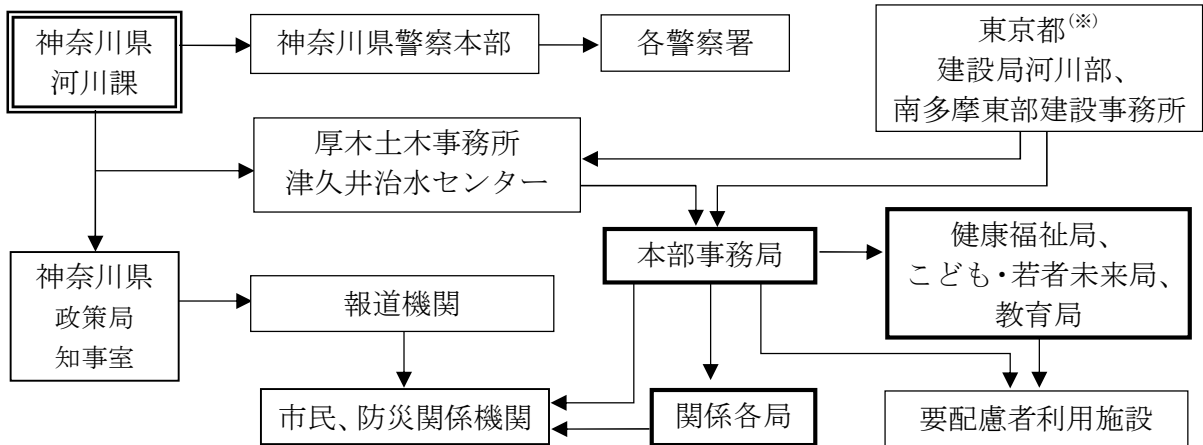 神奈川県
河川課
神奈川県警察本部
各警察署
東京都(※)
建設局河川部、
南多摩東部建設事務所
厚木土木事務所
津久井治水センター
本部事務局
健康福祉局、
こども・若者未来局、
教育局
神奈川県
政策局
知事室
報道機関
市民、防災関係機関
関係各局
要配慮者利用施設